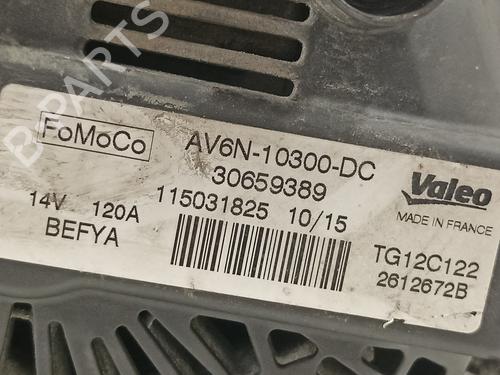 B-PARTS
FoMoCo
AV6N-10300-DC
30659389
14V 120A
115031825 10/15
BEFYA
Valeo
MADE IN FRANCE
TG12C122
2612672B